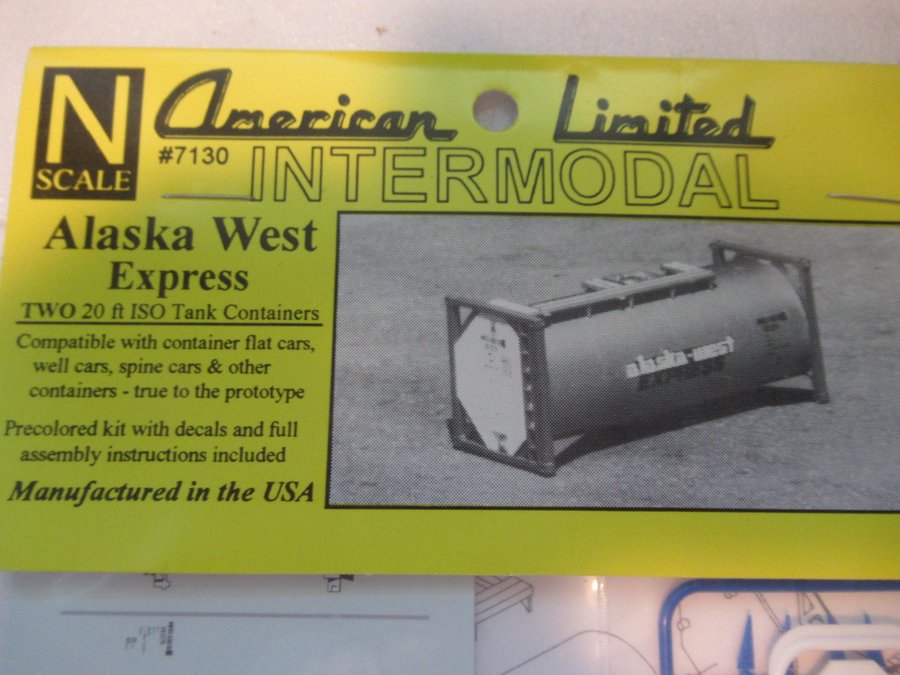 N
SCALE
American Limited
#7130
INTERMODAL
Alaska West
Express
TWO 20 ft ISO Tank Containers
Compatible with container flat cars,
well cars, spine cars & other
containers - true to the prototype
Precolored kit with decals and full
assembly instructions included
Manufactured in the USA
alaska-west
EXPRESS